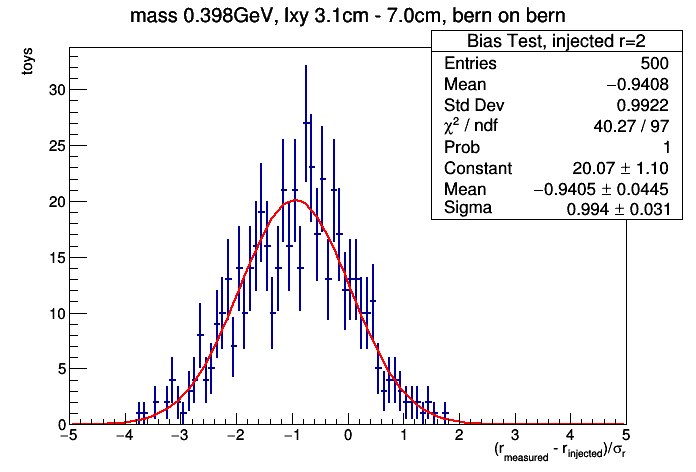 mass 0.398GeV, lxy 3.1cm - 7.0cm, bern on bern
toys
Bias Test, injected r=2
Entries 500
Mean −0.9408
Std Dev 0.9922
χ² / ndf 40.27 / 97
Prob 1
Constant 20.07 ± 1.10
Mean −0.9405 ± 0.0445
Sigma 0.994 ± 0.031
30
25
20
15
10
5
0
−5 −4 −3 −2 −1 0 1 2 3 4 5
(r_measured - r_injected)/σ_r